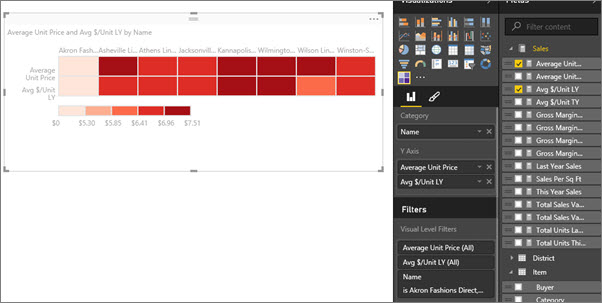 Visualizations
Fields
Average Unit Price and Avg $/Unit LY by Name
Akron Fash... Asheville Li... Athens Lin... Jacksonvill... Kannapolis... Wilmingto... Wilson Lin... Winston-S...
Average
Unit Price
Avg $/Unit
LY
$0 $5.30 $5.85 $6.41 $6.96 $7.51
Category
Name
Y Axis
Average Unit Price
Avg $/Unit LY
Filters
Visual Level Filters
Average Unit Price (All)
Avg $/Unit LY (All)
Name
is Akron Fashions Direct,...
Filter content
Sales
Average Unit...
Average Unit...
Avg $/Unit LY
Avg $/Unit TY
Gross Margin...
Gross Margin...
Gross Margin...
Gross Margin...
Last Year Sales
Sales Per Sq Ft
This Year Sales
Total Sales Va...
Total Sales Va...
Total Units La...
Total Units Thi...
District
Item
Buyer
Category